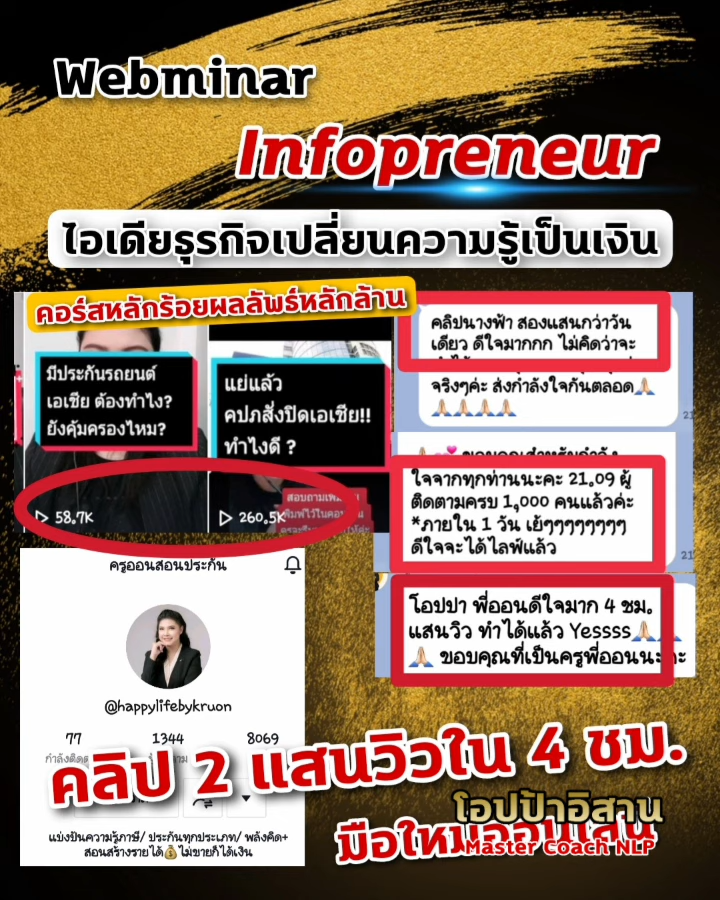 Webminar
Infopreneur
ไอเดียธุรกิจเปลี่ยนความรู้เป็นเงิน
คอร์สหลักร้อยผลลัพธ์หลักล้าน
มีประกันรถยนต์
เอเชีย ต้องทำไง?
ยังคุ้มครองไหม?
58.7K
แย่แล้ว
คปภสั่งปิดเอเชีย!!
ทำไงดี ?
260.5K
คลิปนางฟ้า สองแสนกว่าวัน
เดียว ดีใจมากกก ไม่คิดว่าจะ
จริงๆค่ะ ส่งกำลังใจกันตลอด🙏
🙏🙏🙏🙏
21
ใจจากทุกท่านนะคะ 21.09 ผู้
ติดตามครบ 1,000 คนแล้วค่ะ
*ภายใน 1 วัน เย้ๆๆๆๆๆๆๆๆ
ดีใจจะได้ไลฟ์แล้ว
21
โอปปา พี่ออนดีใจมาก 4 ชม.
แสนวิว ทำได้แล้ว Yessss🙏
🙏 ขอบคุณที่เป็นครูพี่ออนนะคะ
ครูออนสอนประกัน
@happylifebykruon
77
1344
8069
คลิป 2 แสนวิวใน 4 ชม.
มือใหม่ออนไลน์
โอปป้าอิสาน
Master Coach NLP
แบ่งปันความรู้ภาษี/ ประกันทุกประเภท/ พลังคิด+
สอนสร้างรายได้💰ไม่ขายก็ได้เงิน